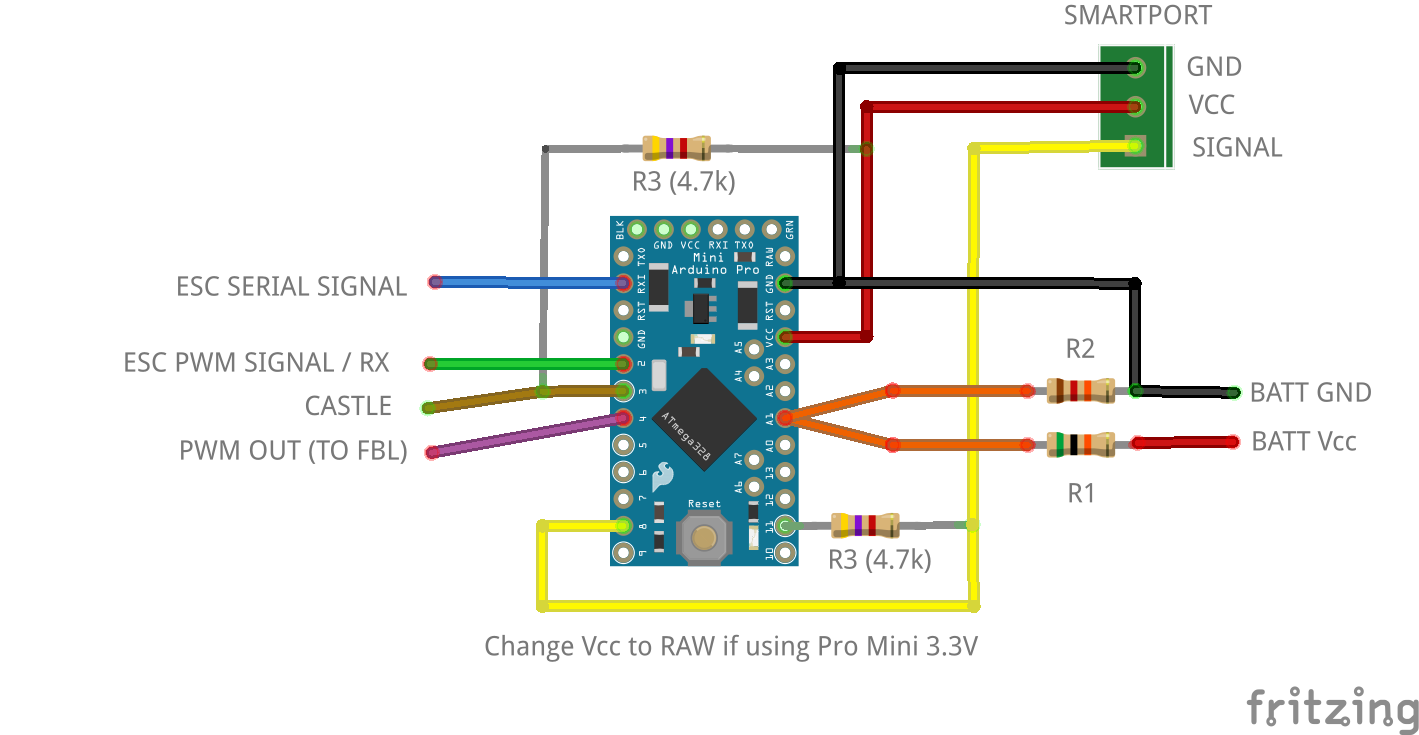 SMARTPORT
GND
VCC
SIGNAL
R3 (4.7k)
BLK
GND VCC RXI TXO
GRN
Mini
Arduino Pro
TXO
RXI
RST
GND
2
3
4
5
6
7
8
9
RAW
GND
RST
VCC
A3
A2
A1
A0
13
12
11
10
A5
A4
A7
A6
ATmega328
Reset
ESC SERIAL SIGNAL
ESC PWM SIGNAL / RX
CASTLE
PWM OUT (TO FBL)
R2
BATT GND
BATT Vcc
R1
R3 (4.7k)
Change Vcc to RAW if using Pro Mini 3.3V
fritzing